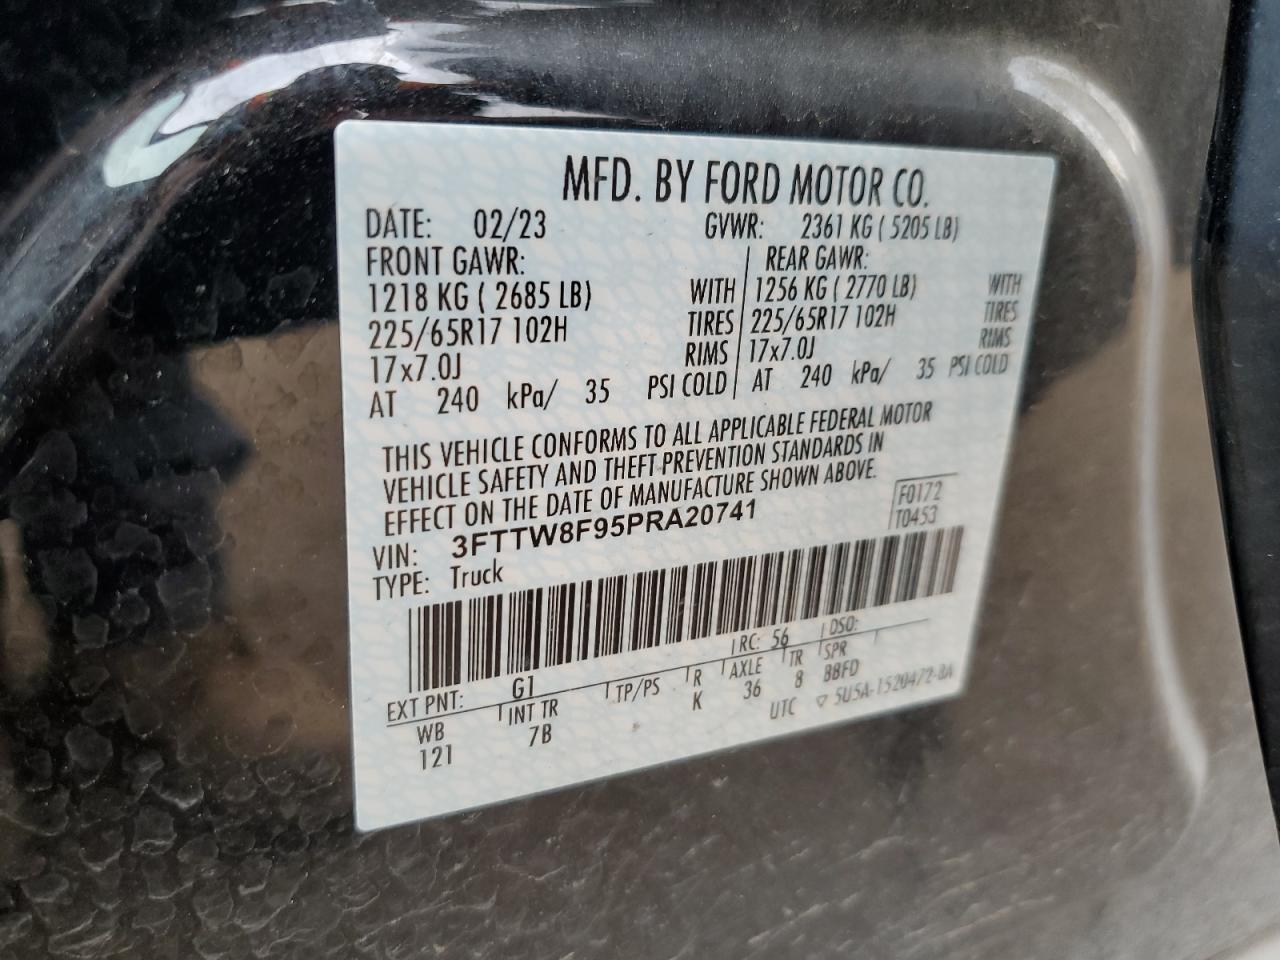 MFD. BY FORD MOTOR CO.
DATE: 02/23 GVWR: 2361 KG ( 5205 LB)
FRONT GAWR: REAR GAWR:
1218 KG ( 2685 LB) WITH 1256 KG ( 2770 LB) WITH
225/65R17 102H TIRES 225/65R17 102H TIRES
17x7.0J RIMS 17x7.0J RIMS
AT 240 kPa/ 35 PSI COLD AT 240 kPa/ 35 PSI COLD
THIS VEHICLE CONFORMS TO ALL APPLICABLE FEDERAL MOTOR
VEHICLE SAFETY AND THEFT PREVENTION STANDARDS IN
EFFECT ON THE DATE OF MANUFACTURE SHOWN ABOVE.
F0172
T0453
VIN: 3FTTW8F95PRA20741
TYPE: Truck
EXT PNT: G1 RC: 56 DSO:
WB INT TR TP/PS R AXLE TR SPR
121 7B K 36 8 BBFD
UTC ▽ 5U5A-1520472-BA